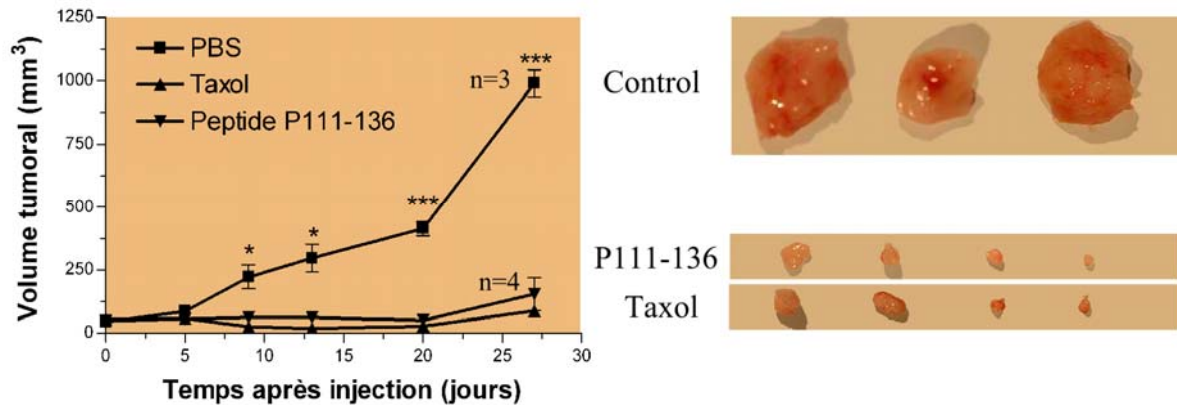 1250
1000
750
500
250
0
Volume tumoral (mm³)
PBS
Taxol
Peptide P111-136
*
*
***
***
n=3
n=4
0 5 10 15 20 25 30
Temps après injection (jours)
Control
P111-136
Taxol